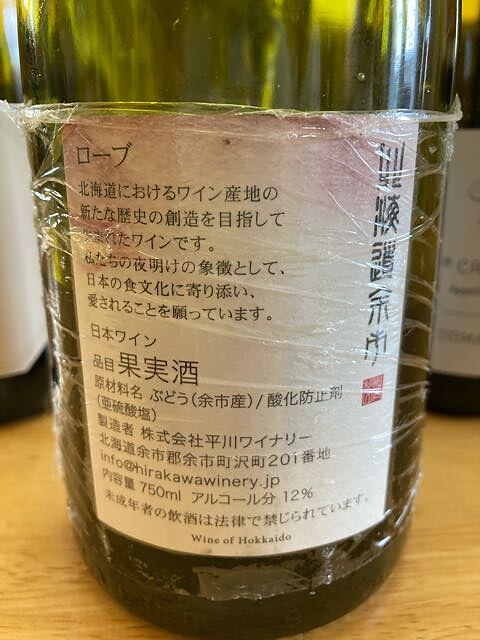 ローブ
北海道におけるワイン産地の
新たな歴史の創造を目指して
生まれたワインです。
私たちの夜明けの象徴として、
日本の食文化に寄り添い、
愛されることを願っています。
日本ワイン
品目 果実酒
原材料名 ぶどう(余市産)/酸化防止剤
(亜硫酸塩)
製造者 株式会社平川ワイナリー
北海道余市郡余市町沢町201番地
info@hirakawawinery.jp
内容量 750ml アルコール分 12%
未成年者の飲酒は法律で禁じられています。
Wine of Hokkaido
余市